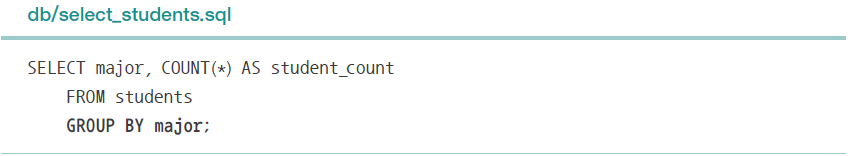 db/select_students.sql
SELECT major, COUNT(*) AS student_count
FROM students
GROUP BY major;